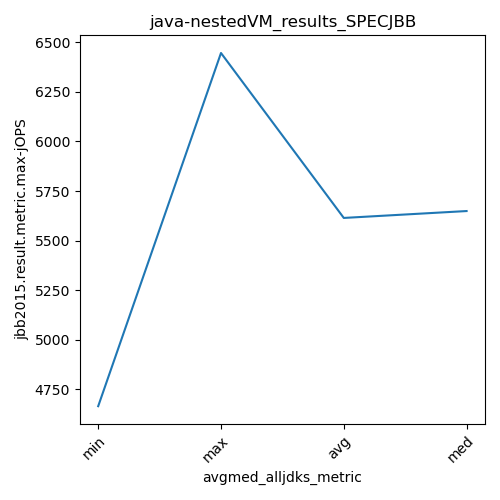 java-nestedVM_results_SPECJBB
jbb2015.result.metric.max-jOPS
6500
6250
6000
5750
5500
5250
5000
4750
min
max
avg
med
avgmed_alljdks_metric